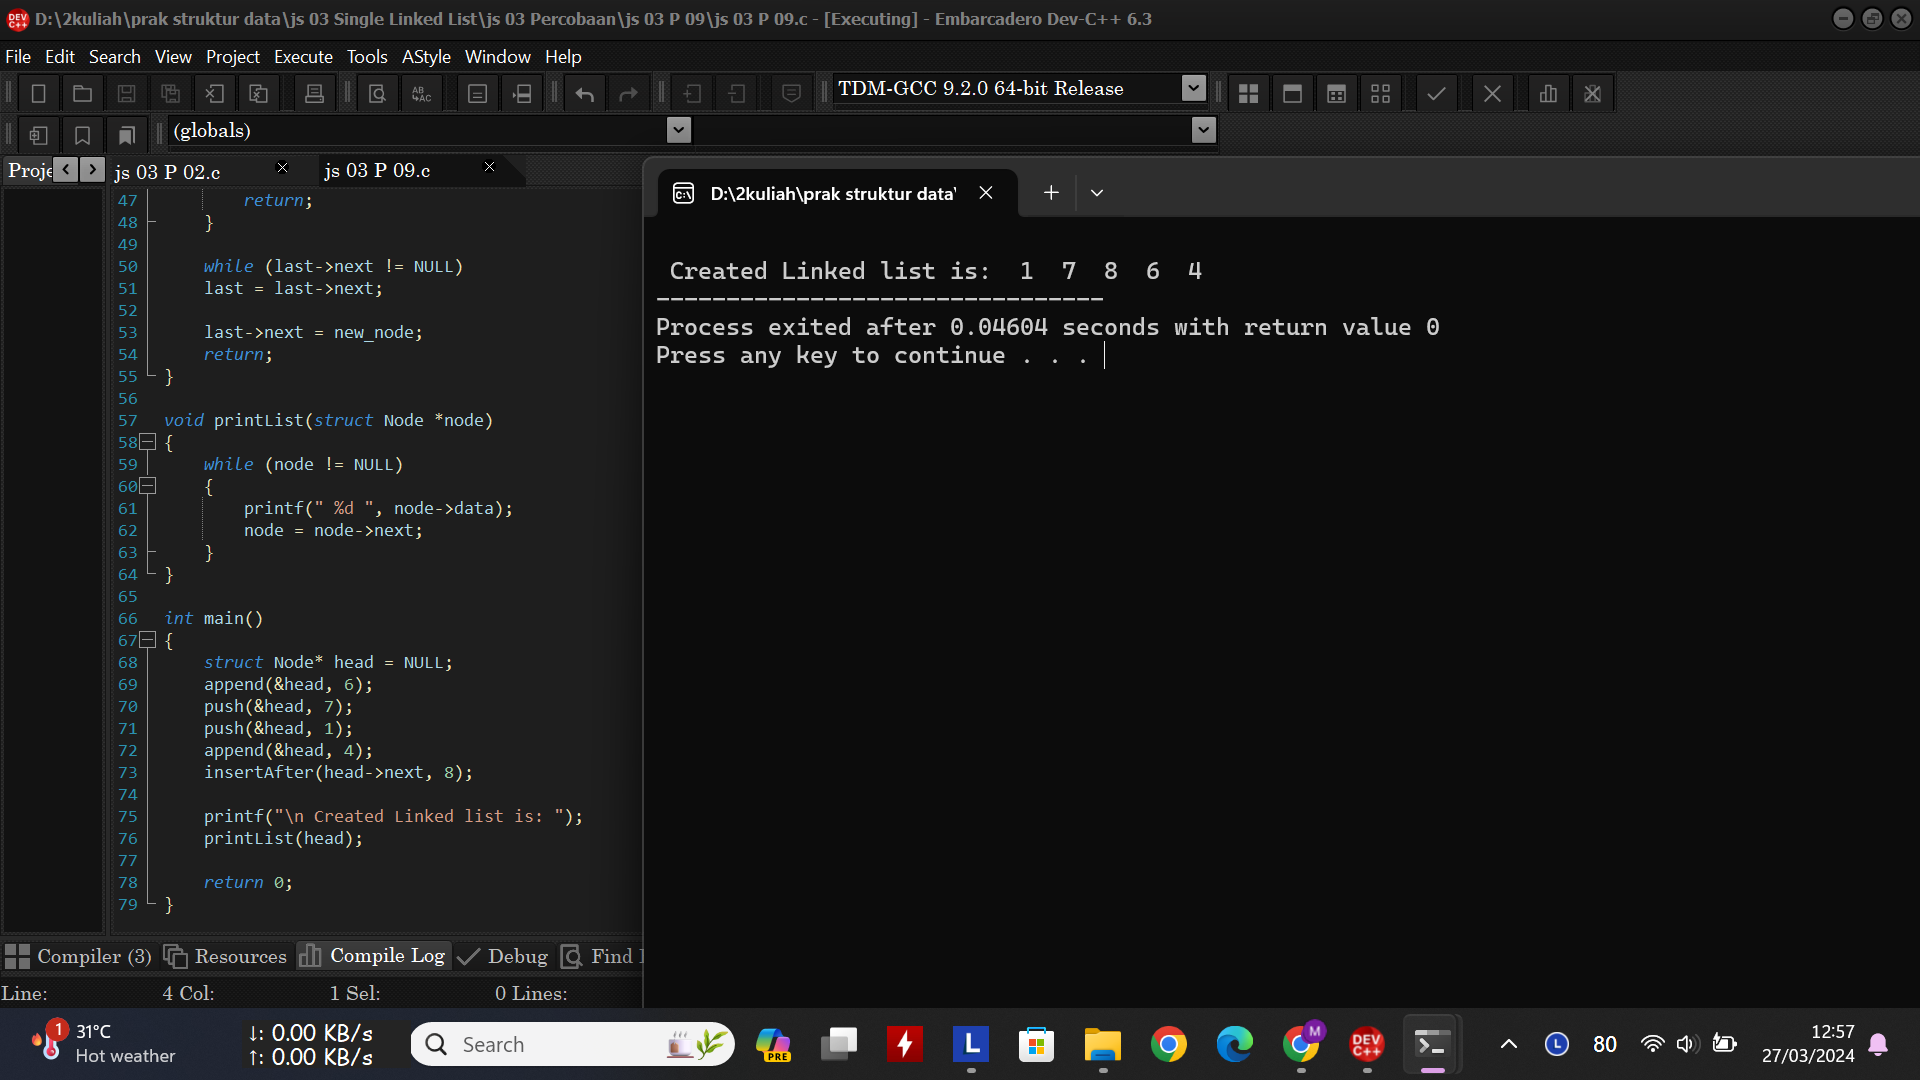 DEV C++ D:\2kuliah\prak struktur data\js 03 Single Linked List\js 03 Percobaan\js 03 P 09\js 03 P 09.c - [Executing] - Embarcadero Dev-C++ 6.3
File Edit Search View Project Execute Tools AStyle Window Help
TDM-GCC 9.2.0 64-bit Release
(globals)
js 03 P 02.c js 03 P 09.c
47 return;
48 }
49
50 while (last->next != NULL)
51 last = last->next;
52
53 last->next = new_node;
54 return;
55 }
56
57 void printList(struct Node *node)
58 {
59 while (node != NULL)
60 {
61 printf(" %d ", node->data);
62 node = node->next;
63 }
64 }
65
66 int main()
67 {
68 struct Node* head = NULL;
69 append(&head, 6);
70 push(&head, 7);
71 push(&head, 1);
72 append(&head, 4);
73 insertAfter(head->next, 8);
74
75 printf("\n Created Linked list is: ");
76 printList(head);
77
78 return 0;
79 }
D:\2kuliah\prak struktur data\
Created Linked list is: 1 7 8 6 4
--------------------------------
Process exited after 0.04604 seconds with return value 0
Press any key to continue . . .
Compiler (3) Resources Compile Log Debug Find
Line: 4 Col: 1 Sel: 0 Lines:
1 31°C
Hot weather
↓: 0.00 KB/s
↑: 0.00 KB/s
Search
PRE
L
M
DEV C++
L
80
12:57
27/03/2024